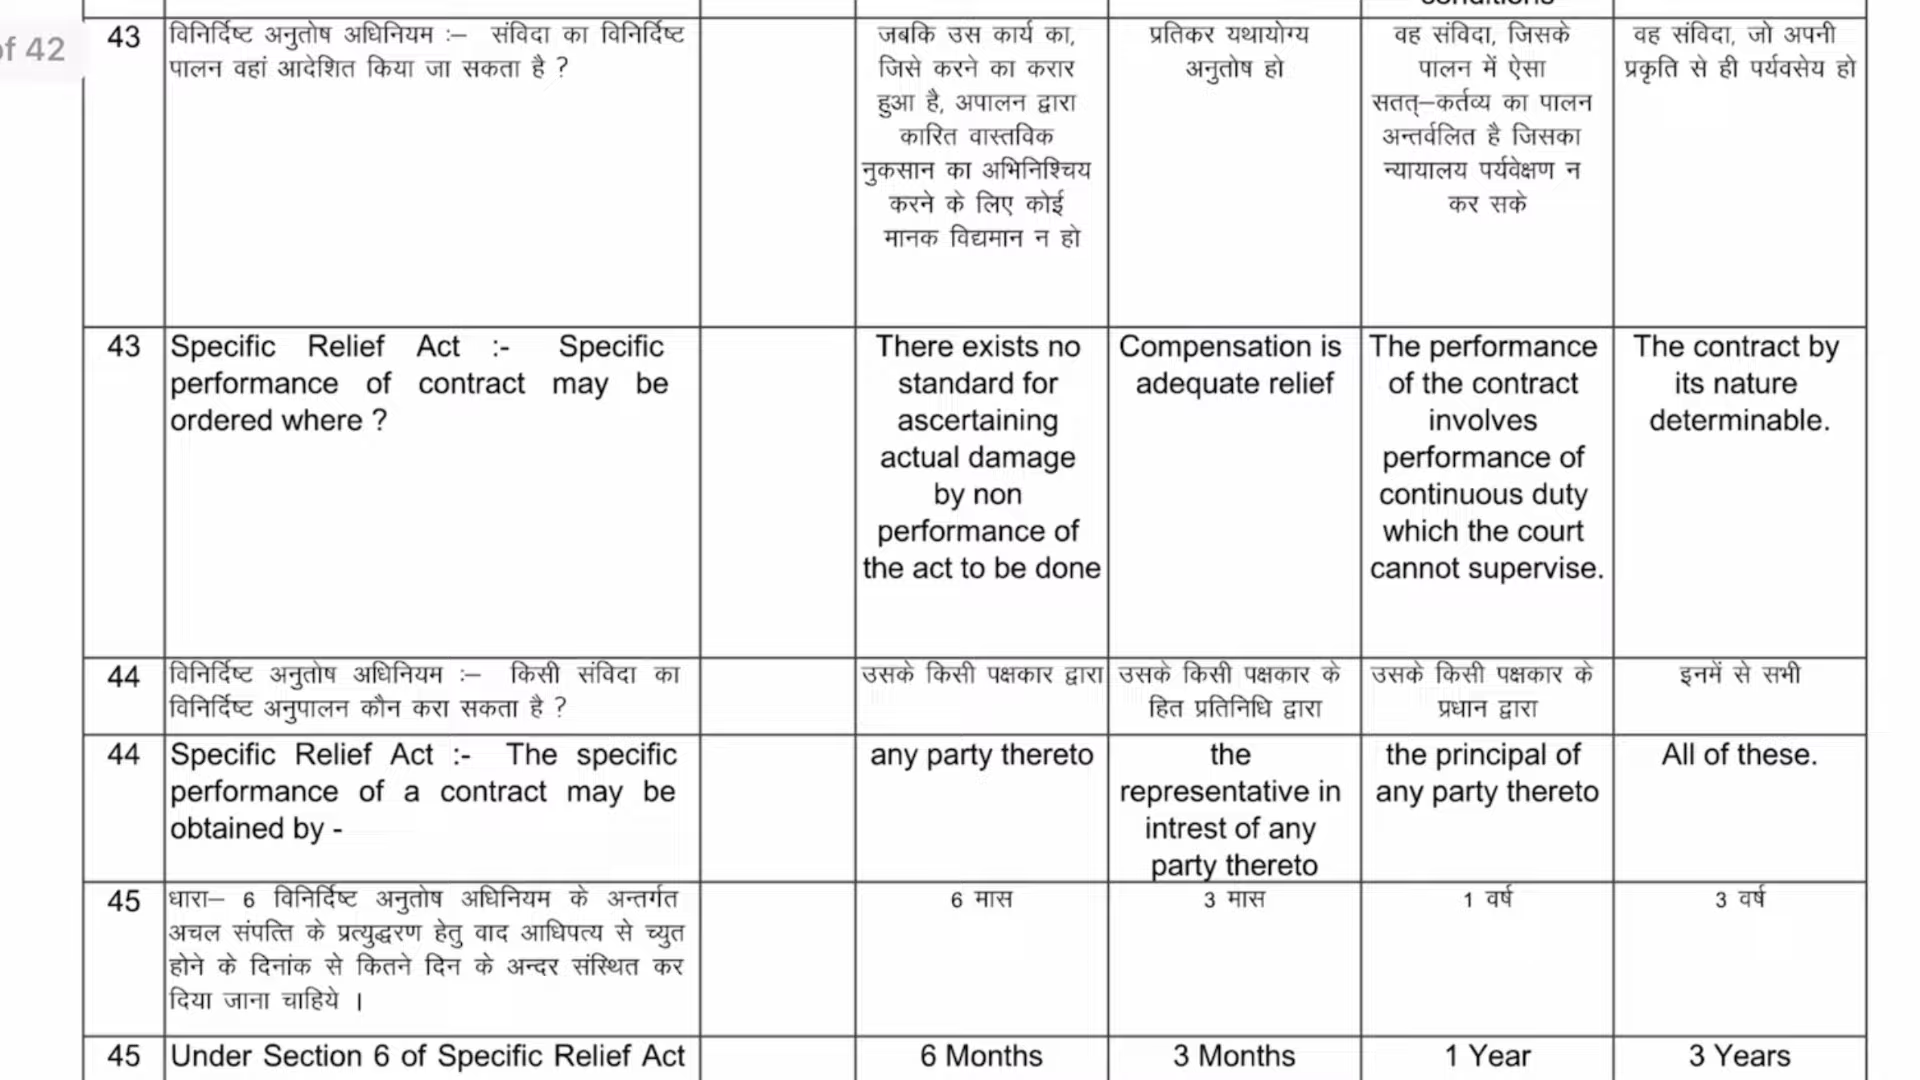 conditions
of 42
43
विनिर्दिष्ट अनुतोष अधिनियम :– संविदा का विनिर्दिष्ट
पालन वहां आदेशित किया जा सकता है ?
जबकि उस कार्य का,
जिसे करने का करार
हुआ है, अपालन द्वारा
कारित वास्तविक
नुकसान का अभिनिश्चिय
करने के लिए कोई
मानक विद्यमान न हो
प्रतिकर यथायोग्य
अनुतोष हो
वह संविदा, जिसके
पालन में ऐसा
सतत्–कर्तव्य का पालन
अन्तर्वलित है जिसका
न्यायालय पर्यवेक्षण न
कर सके
वह संविदा, जो अपनी
प्रकृति से ही पर्यवसेय हो
43
Specific Relief Act :- Specific
performance of contract may be
ordered where ?
There exists no
standard for
ascertaining
actual damage
by non
performance of
the act to be done
Compensation is
adequate relief
The performance
of the contract
involves
performance of
continuous duty
which the court
cannot supervise.
The contract by
its nature
determinable.
44
विनिर्दिष्ट अनुतोष अधिनियम :– किसी संविदा का
विनिर्दिष्ट अनुपालन कौन करा सकता है ?
उसके किसी पक्षकार द्वारा
उसके किसी पक्षकार के
हित प्रतिनिधि द्वारा
उसके किसी पक्षकार के
प्रधान द्वारा
इनमें से सभी
44
Specific Relief Act :- The specific
performance of a contract may be
obtained by -
any party thereto
the
representative in
intrest of any
party thereto
the principal of
any party thereto
All of these.
45
धारा– 6 विनिर्दिष्ट अनुतोष अधिनियम के अन्तर्गत
अचल संपत्ति के प्रत्युद्धरण हेतु वाद आधिपत्य से च्युत
होने के दिनांक से कितने दिन के अन्दर संस्थित कर
दिया जाना चाहिये ।
6 मास
3 मास
1 वर्ष
3 वर्ष
45
Under Section 6 of Specific Relief Act
6 Months
3 Months
1 Year
3 Years